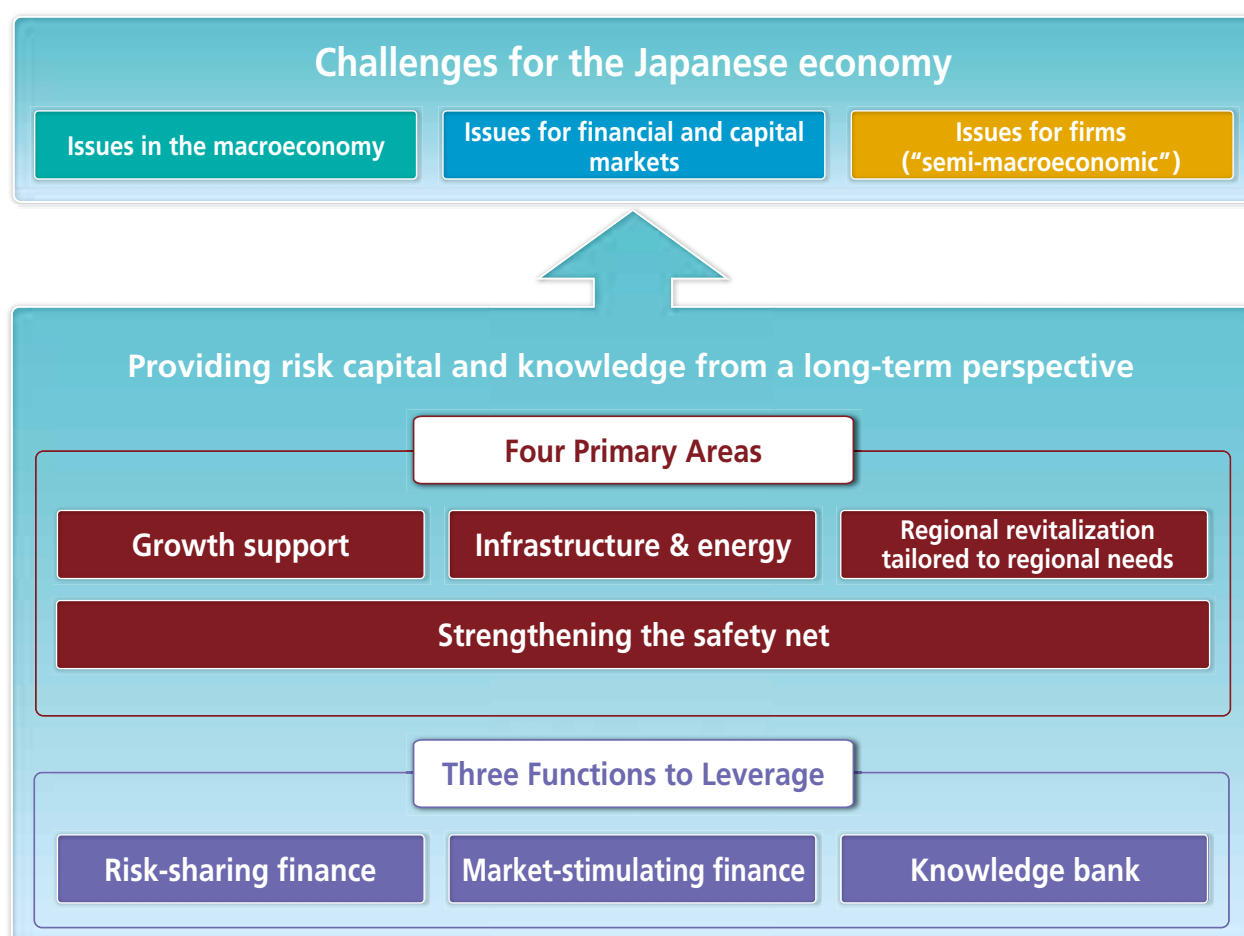 Challenges for the Japanese economy
Issues in the macroeconomy
Issues for financial and capital
markets
Issues for firms
(“semi-macroeconomic”)
Providing risk capital and knowledge from a long-term perspective
Four Primary Areas
Growth support
Infrastructure & energy
Regional revitalization
tailored to regional needs
Strengthening the safety net
Three Functions to Leverage
Risk-sharing finance
Market-stimulating finance
Knowledge bank